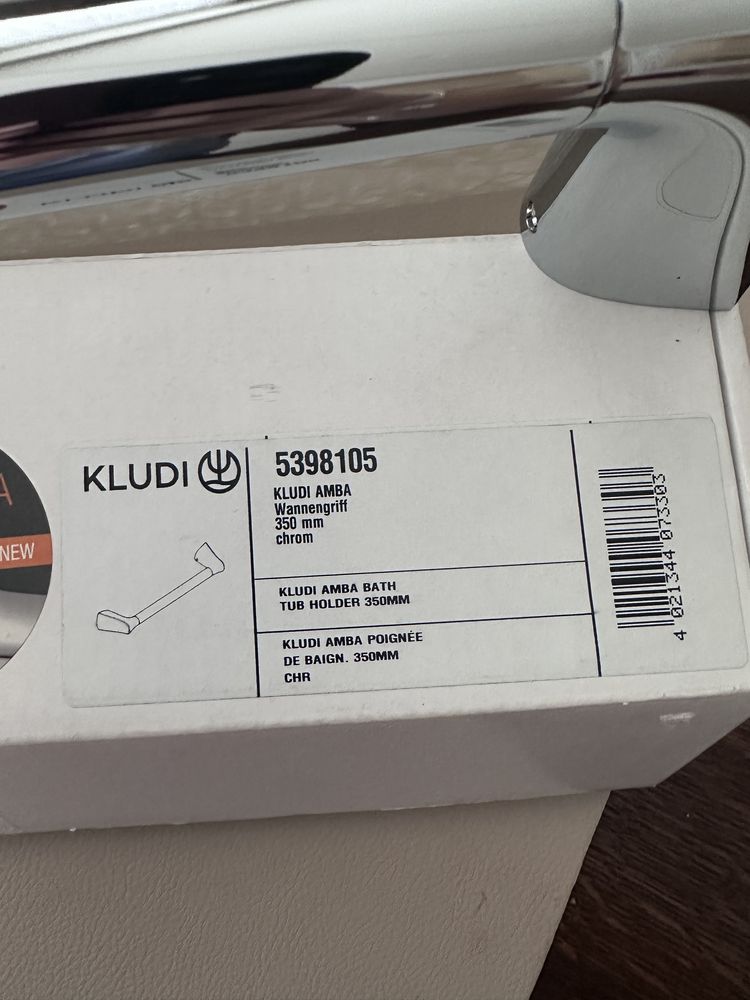 A
NEW
KLUDI
5398105
KLUDI AMBA
Wannengriff
350 mm
chrom
KLUDI AMBA BATH
TUB HOLDER 350MM
KLUDI AMBA POIGNÉE
DE BAIGN. 350MM
CHR
4 021344 073303